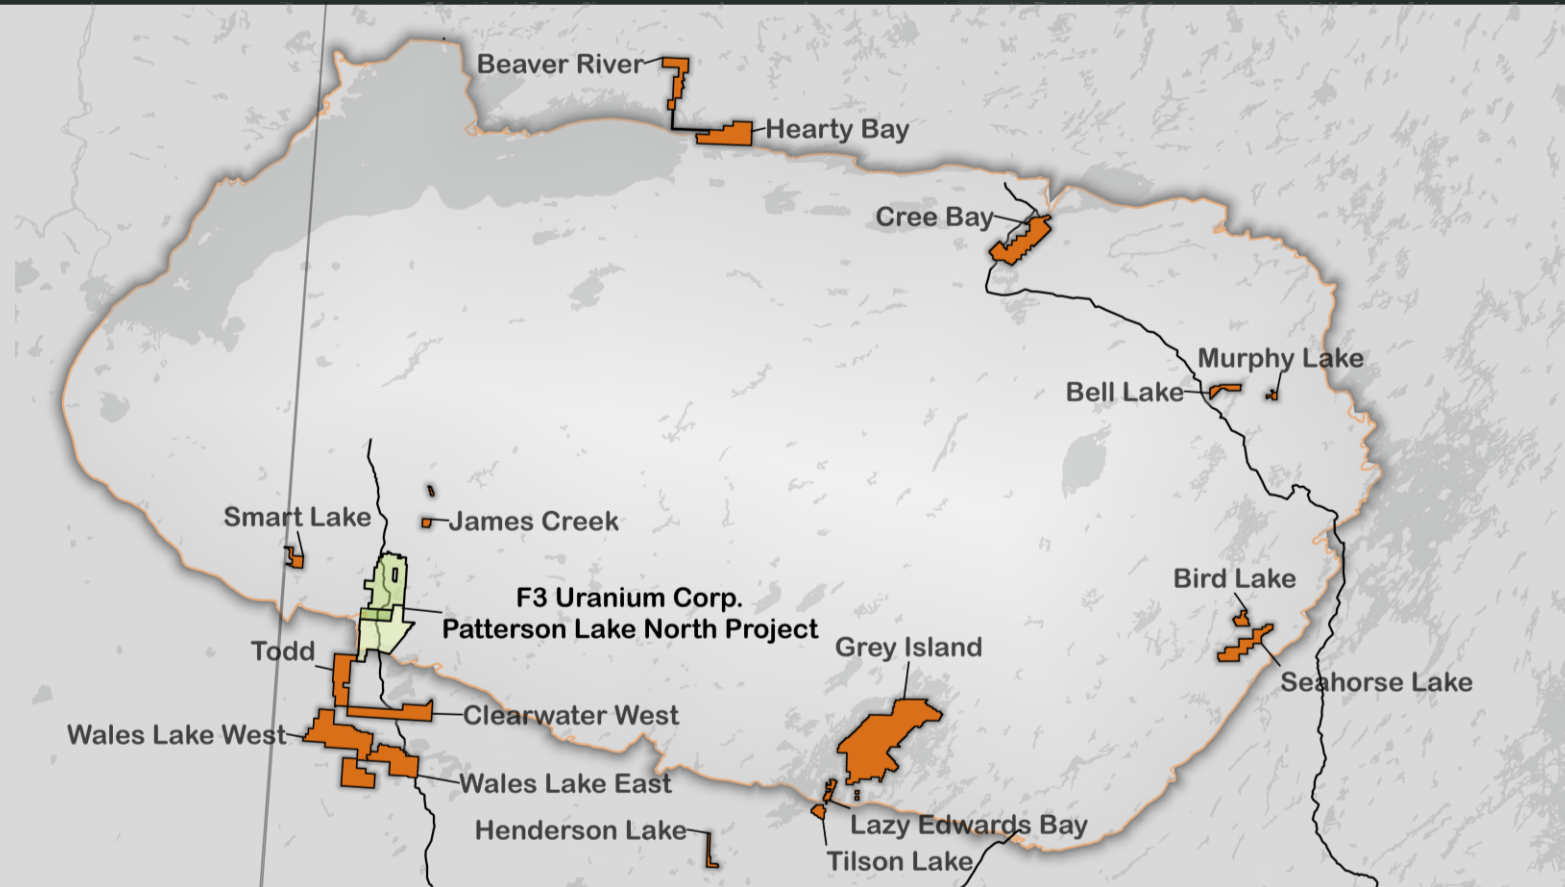 Beaver River
Hearty Bay
Cree Bay
Murphy Lake
Bell Lake
Smart Lake
James Creek
Bird Lake
F3 Uranium Corp.
Patterson Lake North Project
Grey Island
Todd
Seahorse Lake
Clearwater West
Wales Lake West
Wales Lake East
Lazy Edwards Bay
Henderson Lake
Tilson Lake